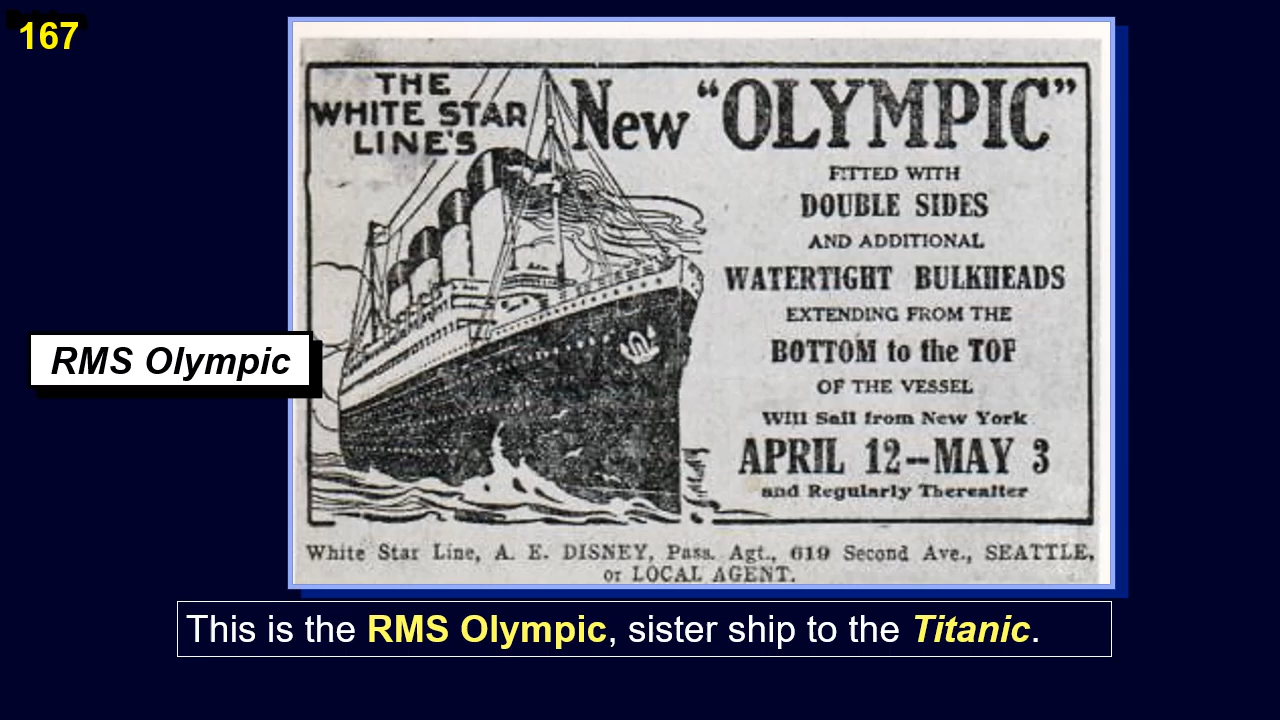 167
THE
WHITE STAR
LINE'S
New "OLYMPIC"
FITTED WITH
DOUBLE SIDES
AND ADDITIONAL
WATERTIGHT BULKHEADS
EXTENDING FROM THE
BOTTOM to the TOP
OF THE VESSEL
Will Sail from New York
APRIL 12–MAY 3
and Regularly Thereafter
White Star Line, A. E. DISNEY, Pass. Agt., 619 Second Ave., SEATTLE,
or LOCAL AGENT.
RMS Olympic
This is the RMS Olympic, sister ship to the Titanic.